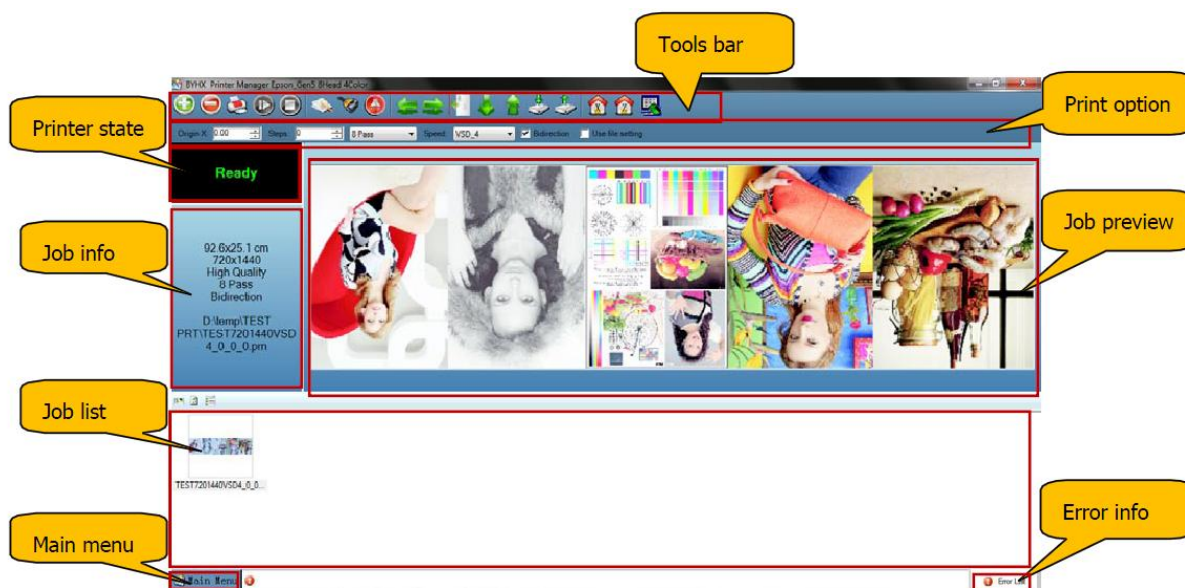 Tools bar
BYHX Printer Manager Epson_Gen5 8Head 4Color
Print option
Printer state
Origin X: 0.00 Steps: 0 8 Pass Speed: VSD_4 Bidirection Use file setting
Ready
Job preview
Job info
92.6x25.1 cm
720x1440
High Quality
8 Pass
Bidirection
D:\temp\TEST
PRT\TEST7201440VSD
4_0_0_0.prn
Job list
TEST7201440VSD4_0_0...
Error info
Main menu
Main Menu
Error List